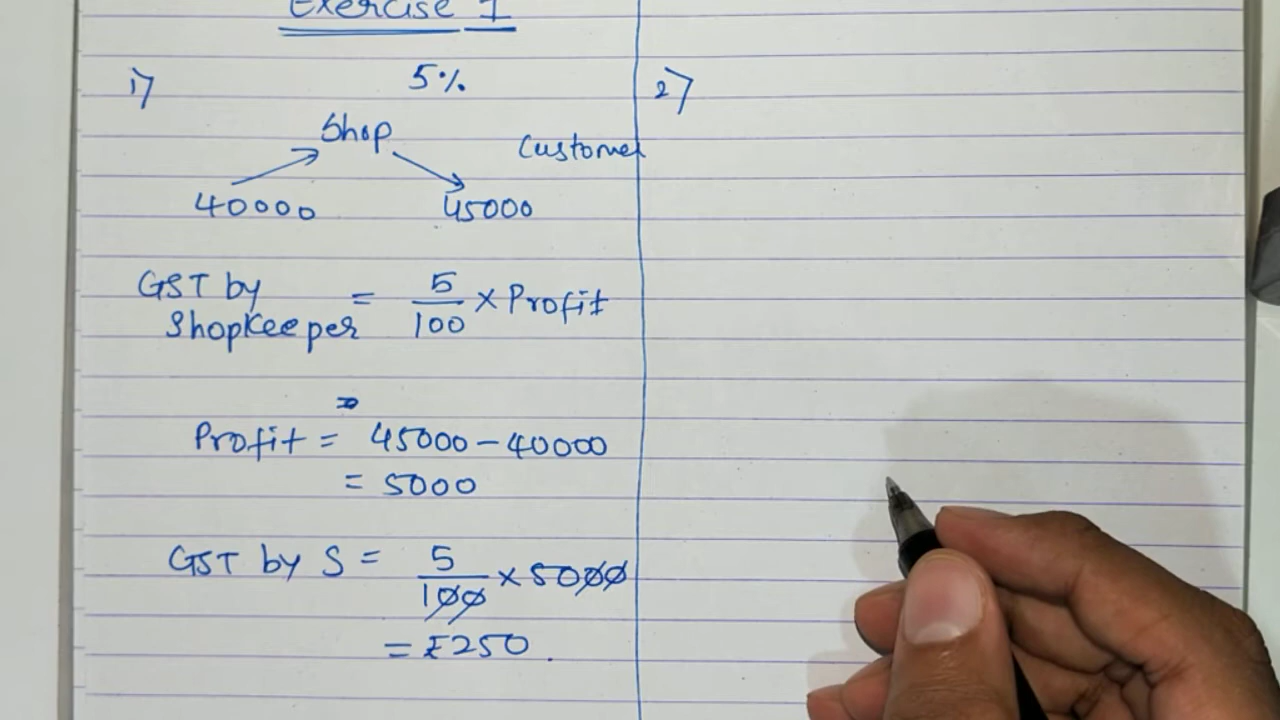 Exercise 1
1)
5%
Shop
Customer
40000
45000
GST by
Shopkeeper = 5/100 × Profit
Profit = 45000 - 40000
= 5000
GST by S = 5/100 × 5000
= ₹250.
2)